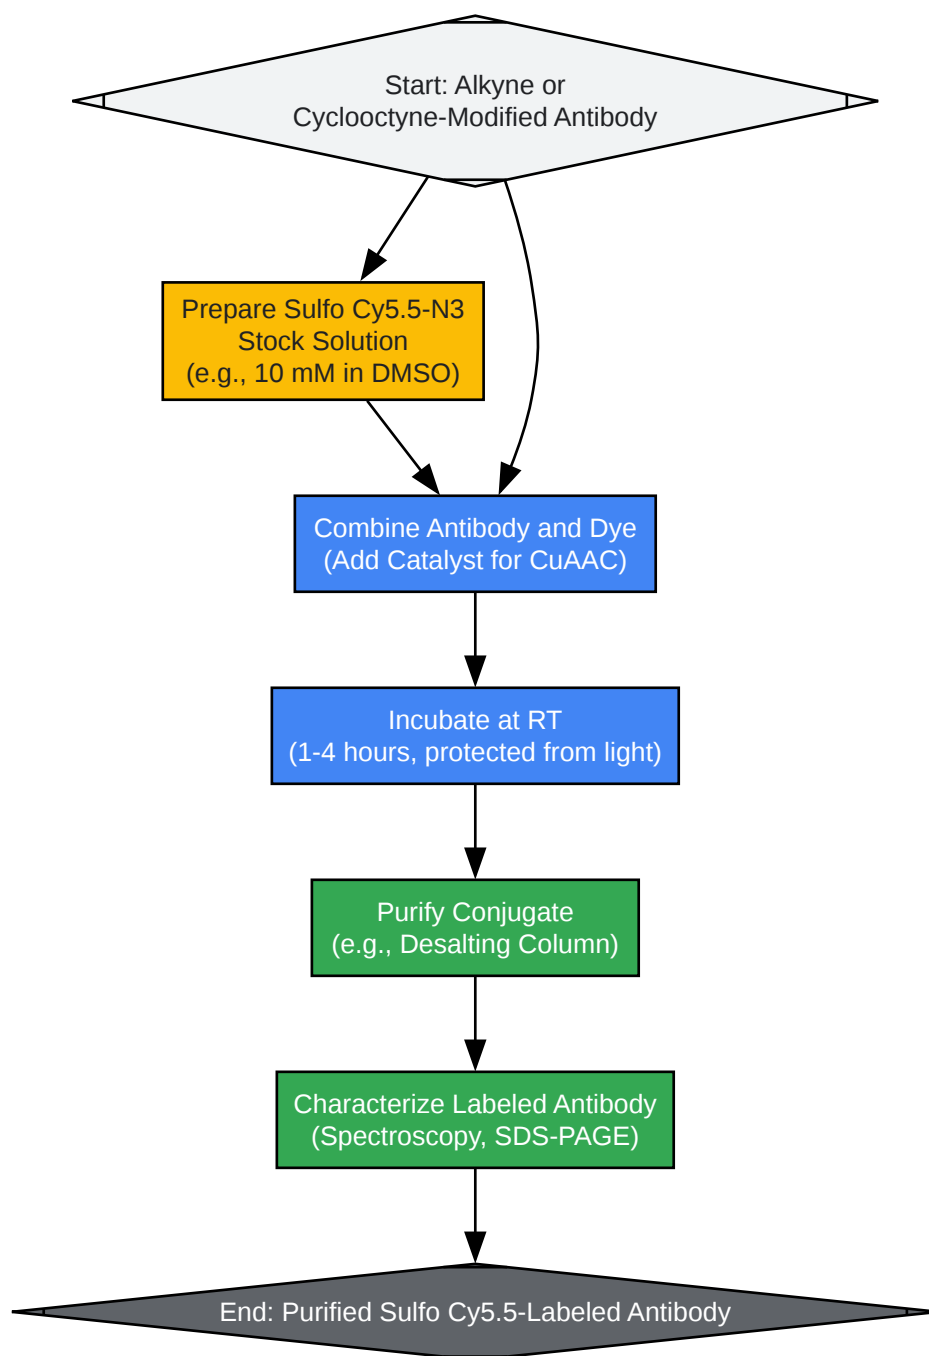 Start: Alkyne or
Cyclooctyne-Modified Antibody
Prepare Sulfo Cy5.5-N3
Stock Solution
(e.g., 10 mM in DMSO)
Combine Antibody and Dye
(Add Catalyst for CuAAC)
Incubate at RT
(1-4 hours, protected from light)
Purify Conjugate
(e.g., Desalting Column)
Characterize Labeled Antibody
(Spectroscopy, SDS-PAGE)
End: Purified Sulfo Cy5.5-Labeled Antibody